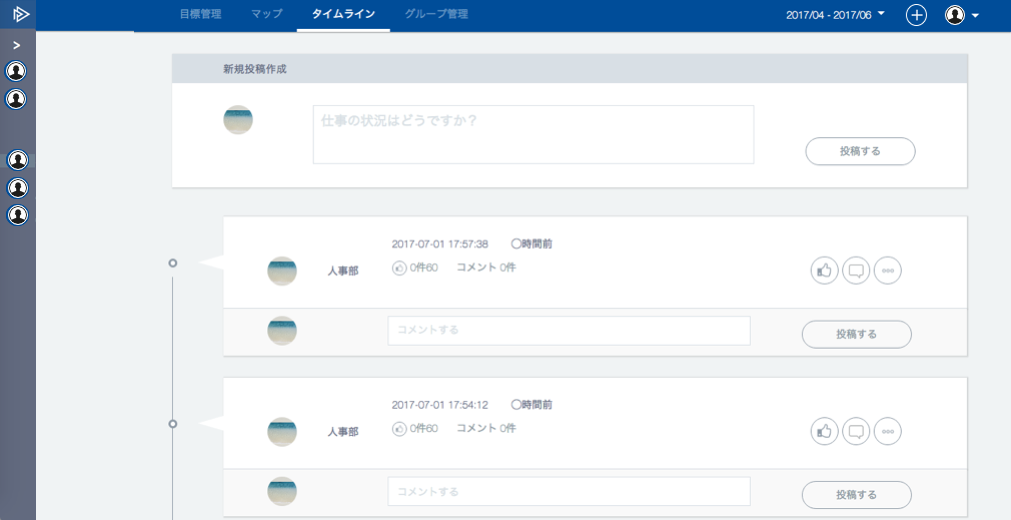 目標管理 マップ タイムライン グループ管理 2017/04 - 2017/06
新規投稿作成
仕事の状況はどうですか？
投稿する
2017-07-01 17:57:38 〇時間前
人事部 0件60 コメント 0件
コメントする 投稿する
2017-07-01 17:54:12 〇時間前
人事部 0件60 コメント 0件
コメントする 投稿する